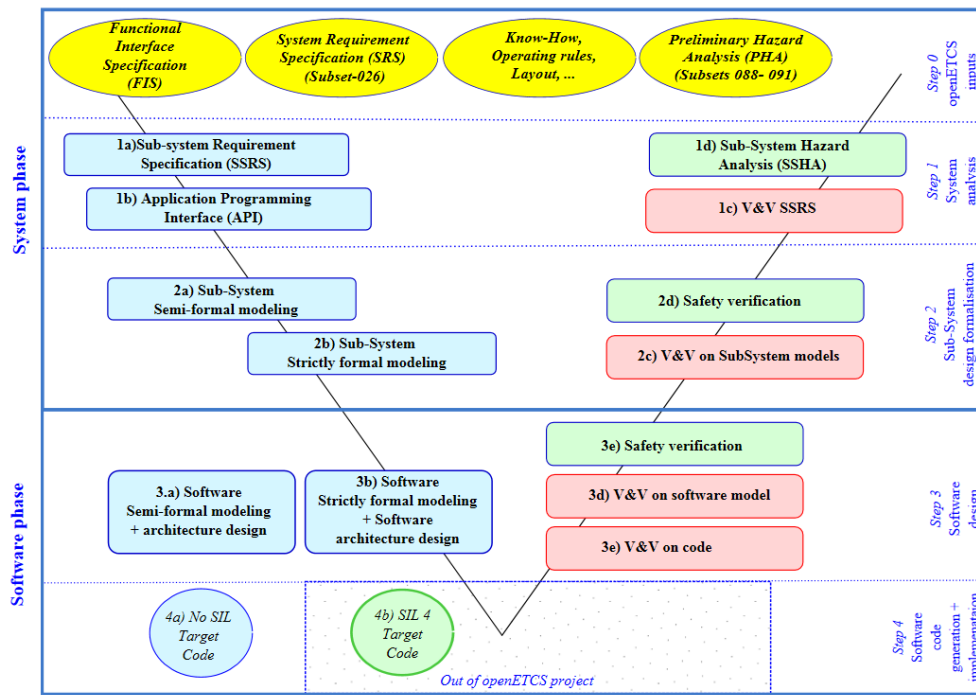 Functional
Interface
Specification
(FIS)
System Requirement
Specification (SRS)
(Subset-026)
Know-How,
Operating rules,
Layout, ...
Preliminary Hazard
Analysis (PHA)
(Subsets 088- 091)
Step 0
openETCS
inputs
System phase
1a)Sub-system Requirement
Specification (SSRS)
1b) Application Programming
Interface (API)
1d) Sub-System Hazard
Analysis (SSHA)
1c) V&V SSRS
Step 1
System
analysis
2a) Sub-System
Semi-formal modeling
2b) Sub-System
Strictly formal modeling
2d) Safety verification
2c) V&V on SubSystem models
Step 2
Sub-System
design formalisation
Software phase
3.a) Software
Semi-formal modeling
+ architecture design
3b) Software
Strictly formal modeling
+ Software
architecture design
3e) Safety verification
3d) V&V on software model
3e) V&V on code
Step 3
Software
design
4a) No SIL
Target
Code
4b) SIL 4
Target
Code
Out of openETCS project
Step 4
Software
code
generation +